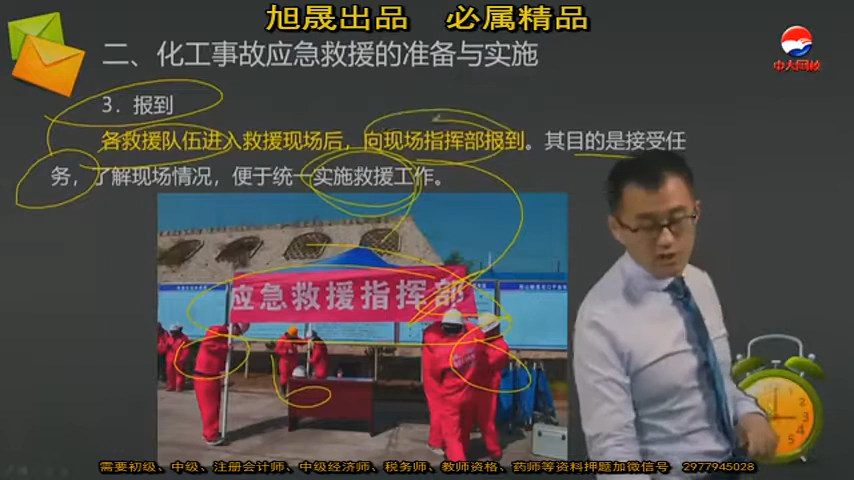 旭晟出品 必属精品
二、化工事故应急救援的准备与实施
中大网校
3．报到
各救援队伍进入救援现场后，向现场指挥部报到。其目的是接受任
务，了解现场情况，便于统一实施救援工作。
应急救援指挥部
12
1
2
3
4
5
需要初级、中级、注册会计师、中级经济师、税务师、教师资格、药师等资料押题加微信号 2977945028